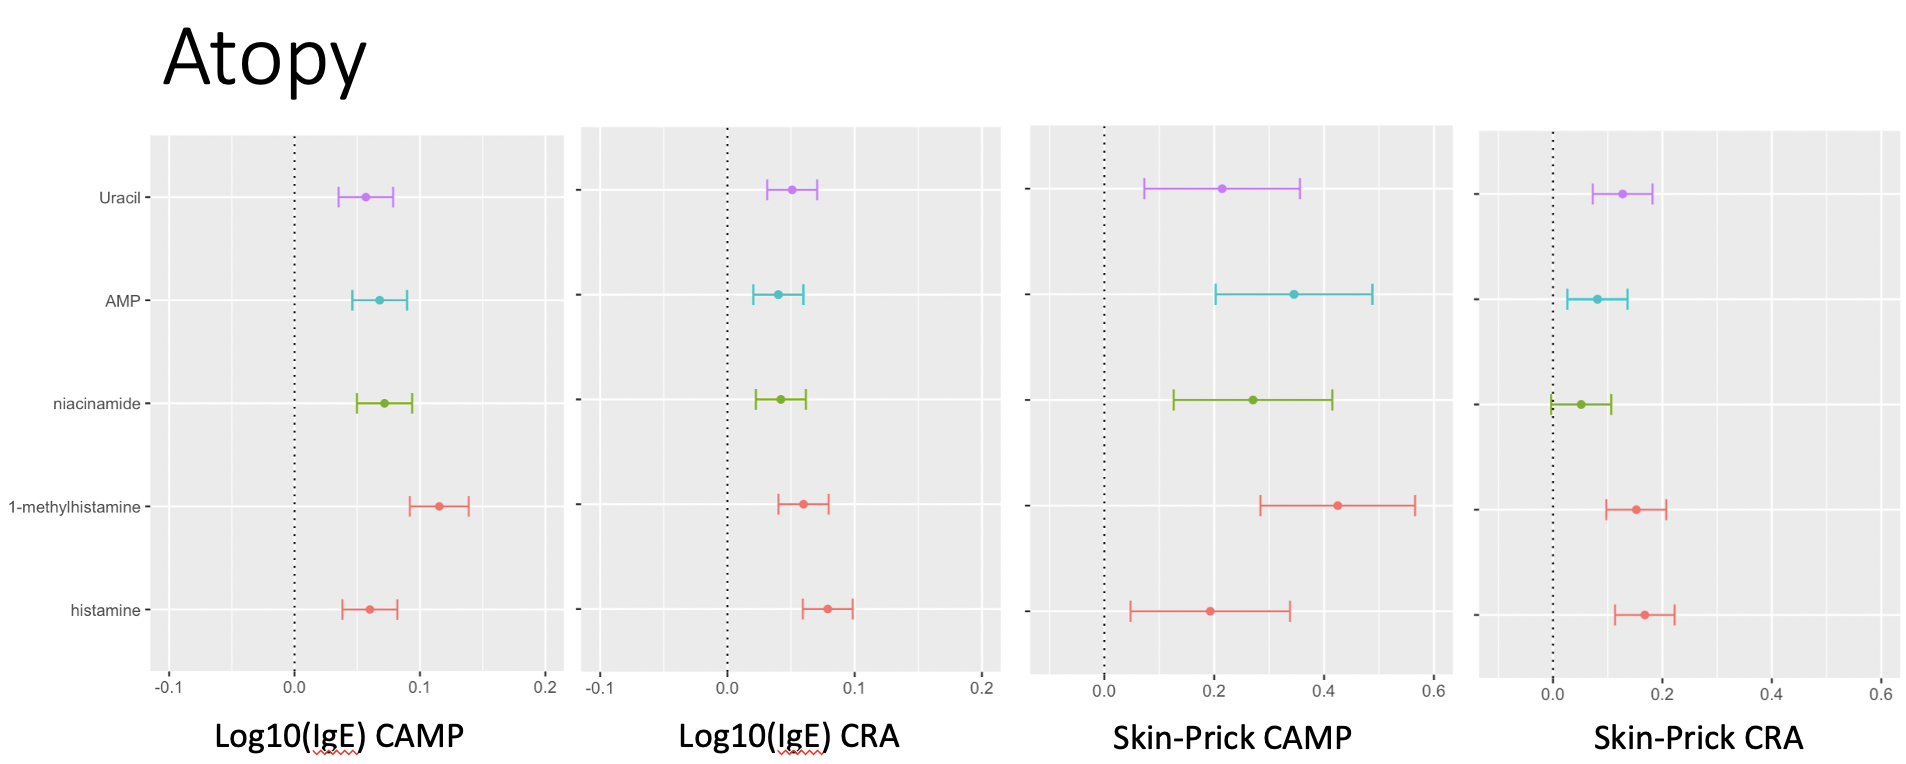 Atopy
Uracil
AMP
niacinamide
1-methylhistamine
histamine
-0.1 0.0 0.1 0.2
-0.1 0.0 0.1 0.2
0.0 0.2 0.4 0.6
0.0 0.2 0.4 0.6
Log10(IgE) CAMP
Log10(IgE) CRA
Skin-Prick CAMP
Skin-Prick CRA